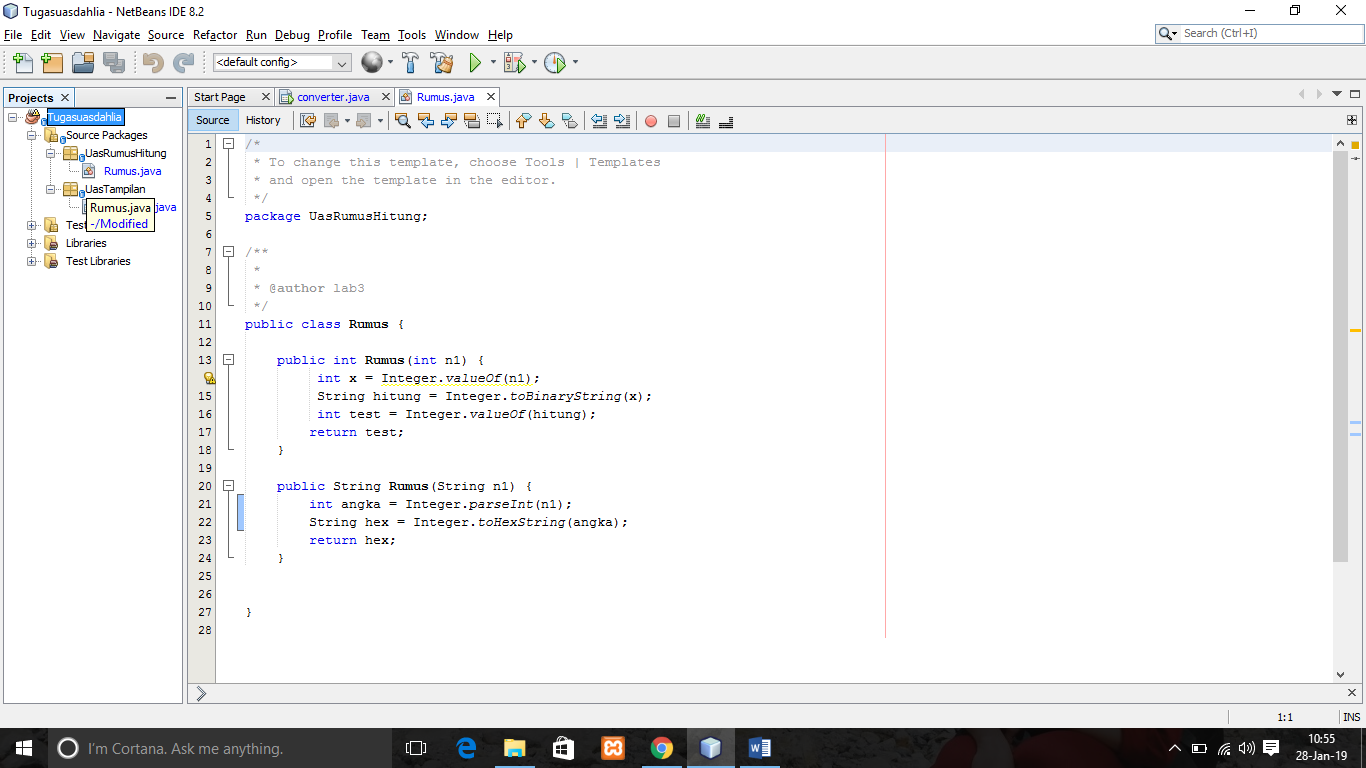 Tugasuasdahlia - NetBeans IDE 8.2
File Edit View Navigate Source Refactor Run Debug Profile Team Tools Window Help
Search (Ctrl+I)
<default config>
Projects
Start Page converter.java Rumus.java
Source History
Tugasuasdahlia
Source Packages
UasRumusHitung
Rumus.java
UasTampilan
Rumus.java
-/Modified
java
Test
Libraries
Test Libraries
1 /*
2 * To change this template, choose Tools | Templates
3 * and open the template in the editor.
4 */
5 package UasRumusHitung;
6
7 /**
8 *
9 * @author lab3
10 */
11 public class Rumus {
12
13 public int Rumus(int n1) {
int x = Integer.valueOf(n1);
15 String hitung = Integer.toBinaryString(x);
16 int test = Integer.valueOf(hitung);
17 return test;
18 }
19
20 public String Rumus(String n1) {
21 int angka = Integer.parseInt(n1);
22 String hex = Integer.toHexString(angka);
23 return hex;
24 }
25
26
27 }
28
1:1 INS
I'm Cortana. Ask me anything.
10:55
28-Jan-19